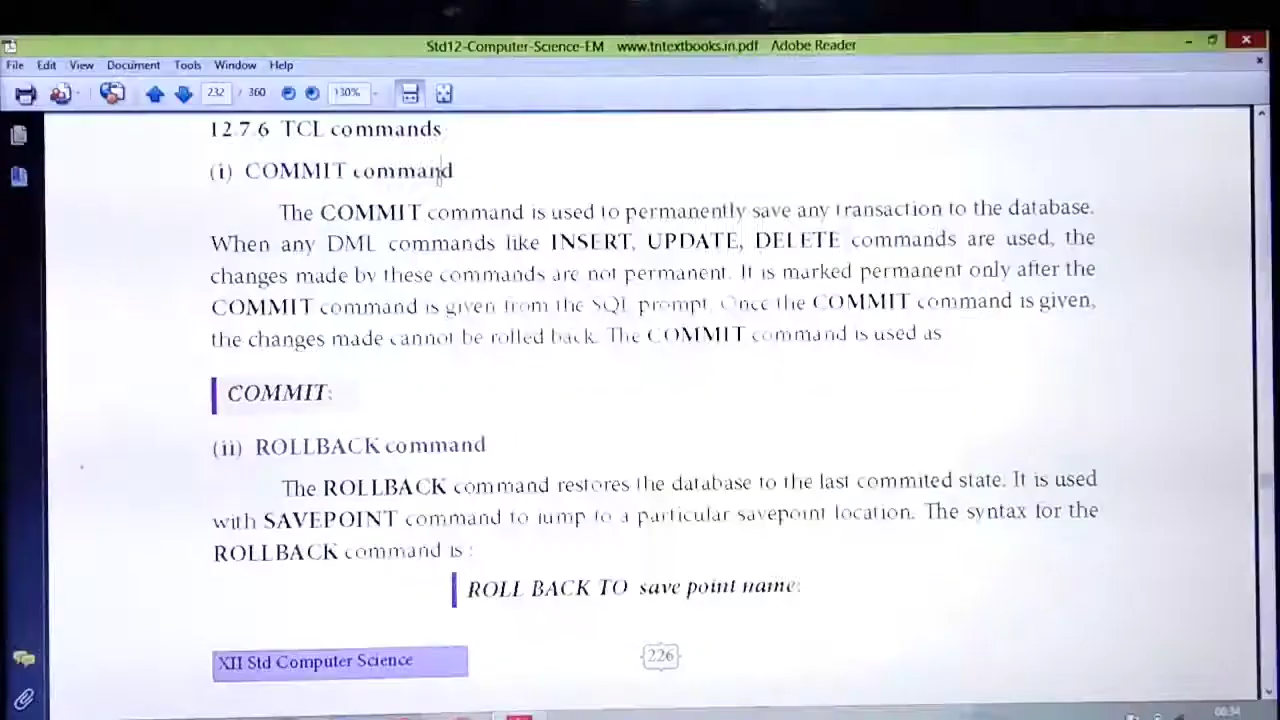 Std12-Computer-Science-EM www.tntextbooks.in.pdf Adobe Reader
File Edit View Document Tools Window Help
232 / 360 130%
12.7.6 TCL commands
(i) COMMIT command
The COMMIT command is used to permanently save any transaction to the database.
When any DML commands like INSERT, UPDATE, DELETE commands are used, the
changes made by these commands are not permanent. It is marked permanent only after the
COMMIT command is given from the SQL prompt. Once the COMMIT command is given,
the changes made cannot be rolled back. The COMMIT command is used as
COMMIT;
(ii) ROLLBACK command
The ROLLBACK command restores the database to the last commited state. It is used
with SAVEPOINT command to jump to a particular savepoint location. The syntax for the
ROLLBACK command is :
ROLL BACK TO save point name;
XII Std Computer Science
226
00:34